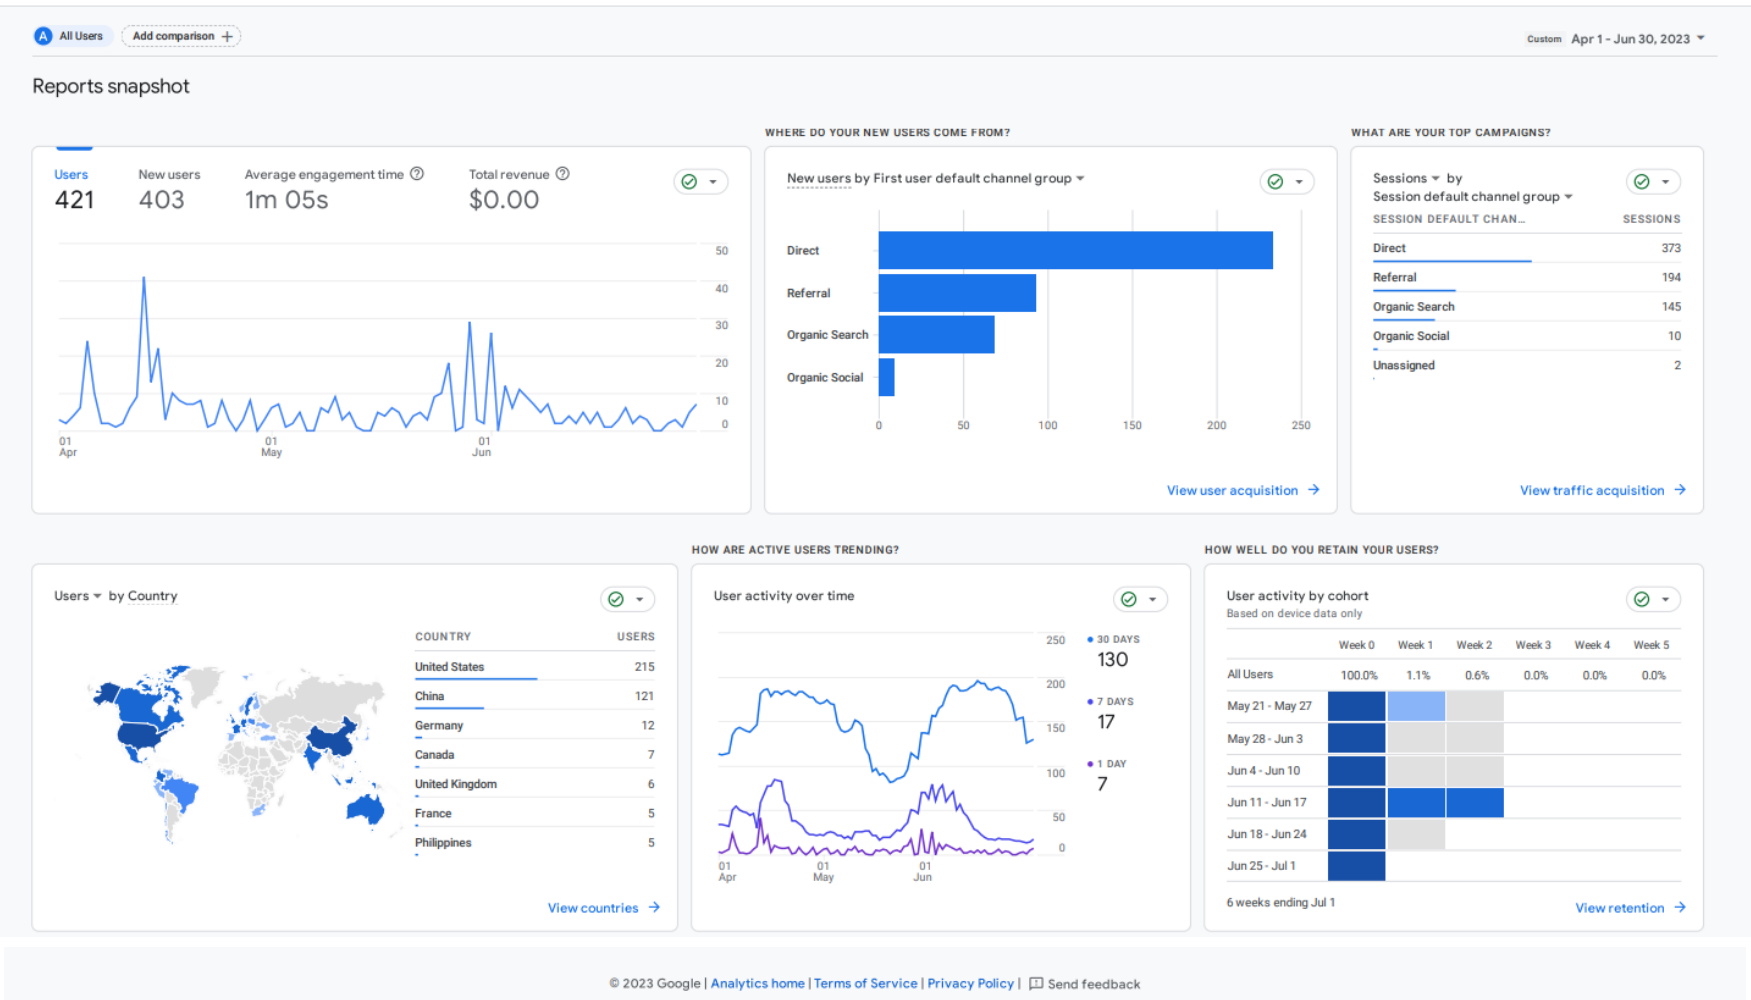 A All Users Add comparison +
Custom Apr 1 - Jun 30, 2023
Reports snapshot
Users
421
New users
403
Average engagement time
1m 05s
Total revenue
$0.00
50
40
30
20
10
0
01
Apr
01
May
01
Jun
WHERE DO YOUR NEW USERS COME FROM?
New users by First user default channel group
Direct
Referral
Organic Search
Organic Social
0 50 100 150 200 250
View user acquisition →
WHAT ARE YOUR TOP CAMPAIGNS?
Sessions by
Session default channel group
SESSION DEFAULT CHAN... SESSIONS
Direct 373
Referral 194
Organic Search 145
Organic Social 10
Unassigned 2
View traffic acquisition →
Users by Country
COUNTRY USERS
United States 215
China 121
Germany 12
Canada 7
United Kingdom 6
France 5
Philippines 5
View countries →
HOW ARE ACTIVE USERS TRENDING?
User activity over time
250
200
150
100
50
0
01
Apr
01
May
01
Jun
30 DAYS
130
7 DAYS
17
1 DAY
7
HOW WELL DO YOU RETAIN YOUR USERS?
User activity by cohort
Based on device data only
Week 0 Week 1 Week 2 Week 3 Week 4 Week 5
All Users 100.0% 1.1% 0.6% 0.0% 0.0% 0.0%
May 21 - May 27
May 28 - Jun 3
Jun 4 - Jun 10
Jun 11 - Jun 17
Jun 18 - Jun 24
Jun 25 - Jul 1
6 weeks ending Jul 1
View retention →
© 2023 Google | Analytics home | Terms of Service | Privacy Policy | Send feedback